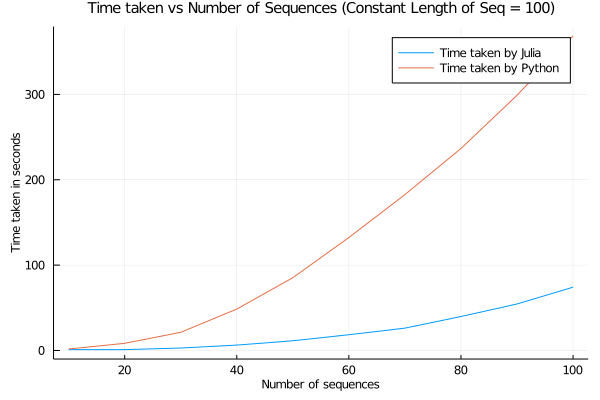 Time taken vs Number of Sequences (Constant Length of Seq = 100)
Time taken by Julia
Time taken by Python
Time taken in seconds
300
200
100
0
20
40
60
80
100
Number of sequences